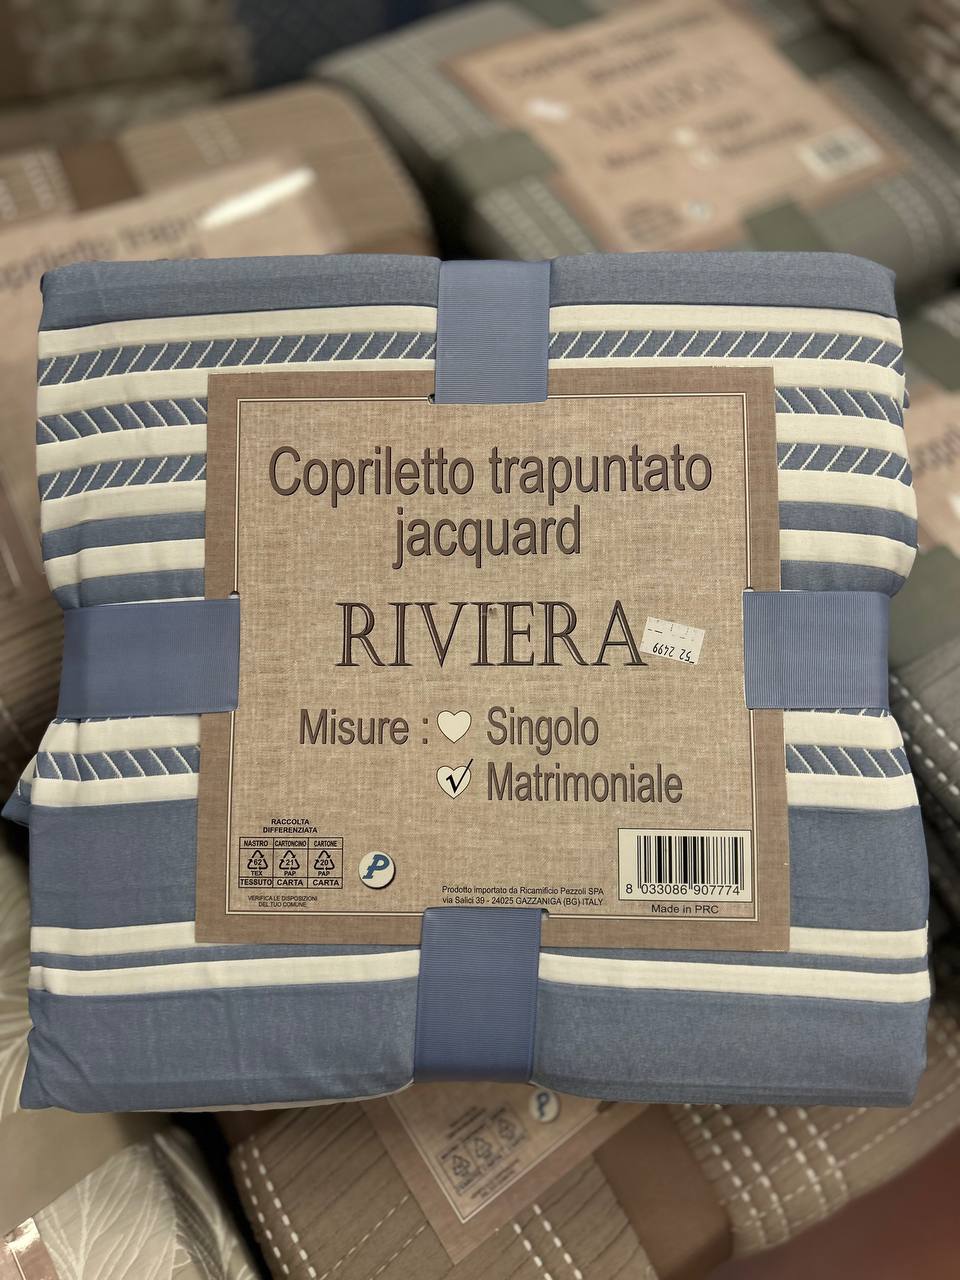 Copriletto trapuntato
jacquard
RIVIERA
52 2499
Misure : Singolo
Matrimoniale
RACCOLTA
DIFFERENZIATA
NASTRO CARTONCINO CARTONE
62 21 20
TEX PAP PAP
TESSUTO CARTA CARTA
VERIFICA LE DISPOSIZIONI
DEL TUO COMUNE
P
Prodotto importato da Ricamificio Pezzoli SPA
via Salici 39 - 24025 GAZZANIGA (BG) ITALY
8 033086 907774
Made in PRC